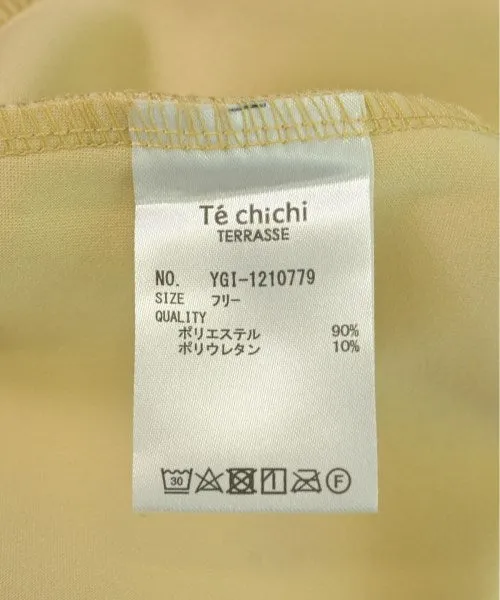 Té chichi
TERRASSE
NO. YGI-1210779
SIZE フリー
QUALITY
ポリエステル 90%
ポリウレタン 10%
30 F